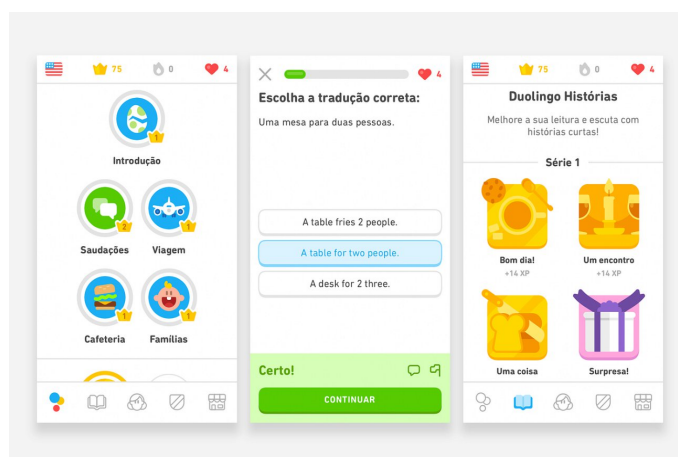 75
0
4
1
Introdução
2
1
Saudações
Viagem
1
1
Cafeteria
Famílias
4
Escolha a tradução correta:
Uma mesa para duas pessoas.
A table fries 2 people.
A table for two people.
A desk for 2 three.
Certo!
CONTINUAR
75
0
4
Duolingo Histórias
Melhore a sua leitura e escuta com
histórias curtas!
Série 1
Bom dia!
+14 XP
Um encontro
+14 XP
Uma coisa
Surpresa!